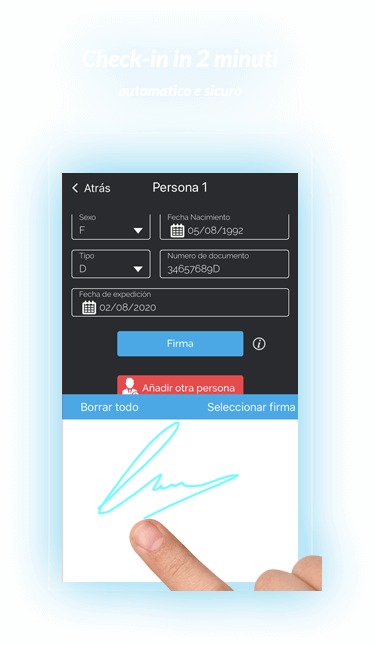 Check-in in 2 minuti
automatica e sicuro
Atrás
Persona 1
Sexo
Fecha Nacimiento
F
05/08/1992
Tipo
Numero de documento
D
34657689D
Fecha de expedición
02/08/2020
Firma
i
Añadir otra persona
Borrar todo
Seleccionar firma